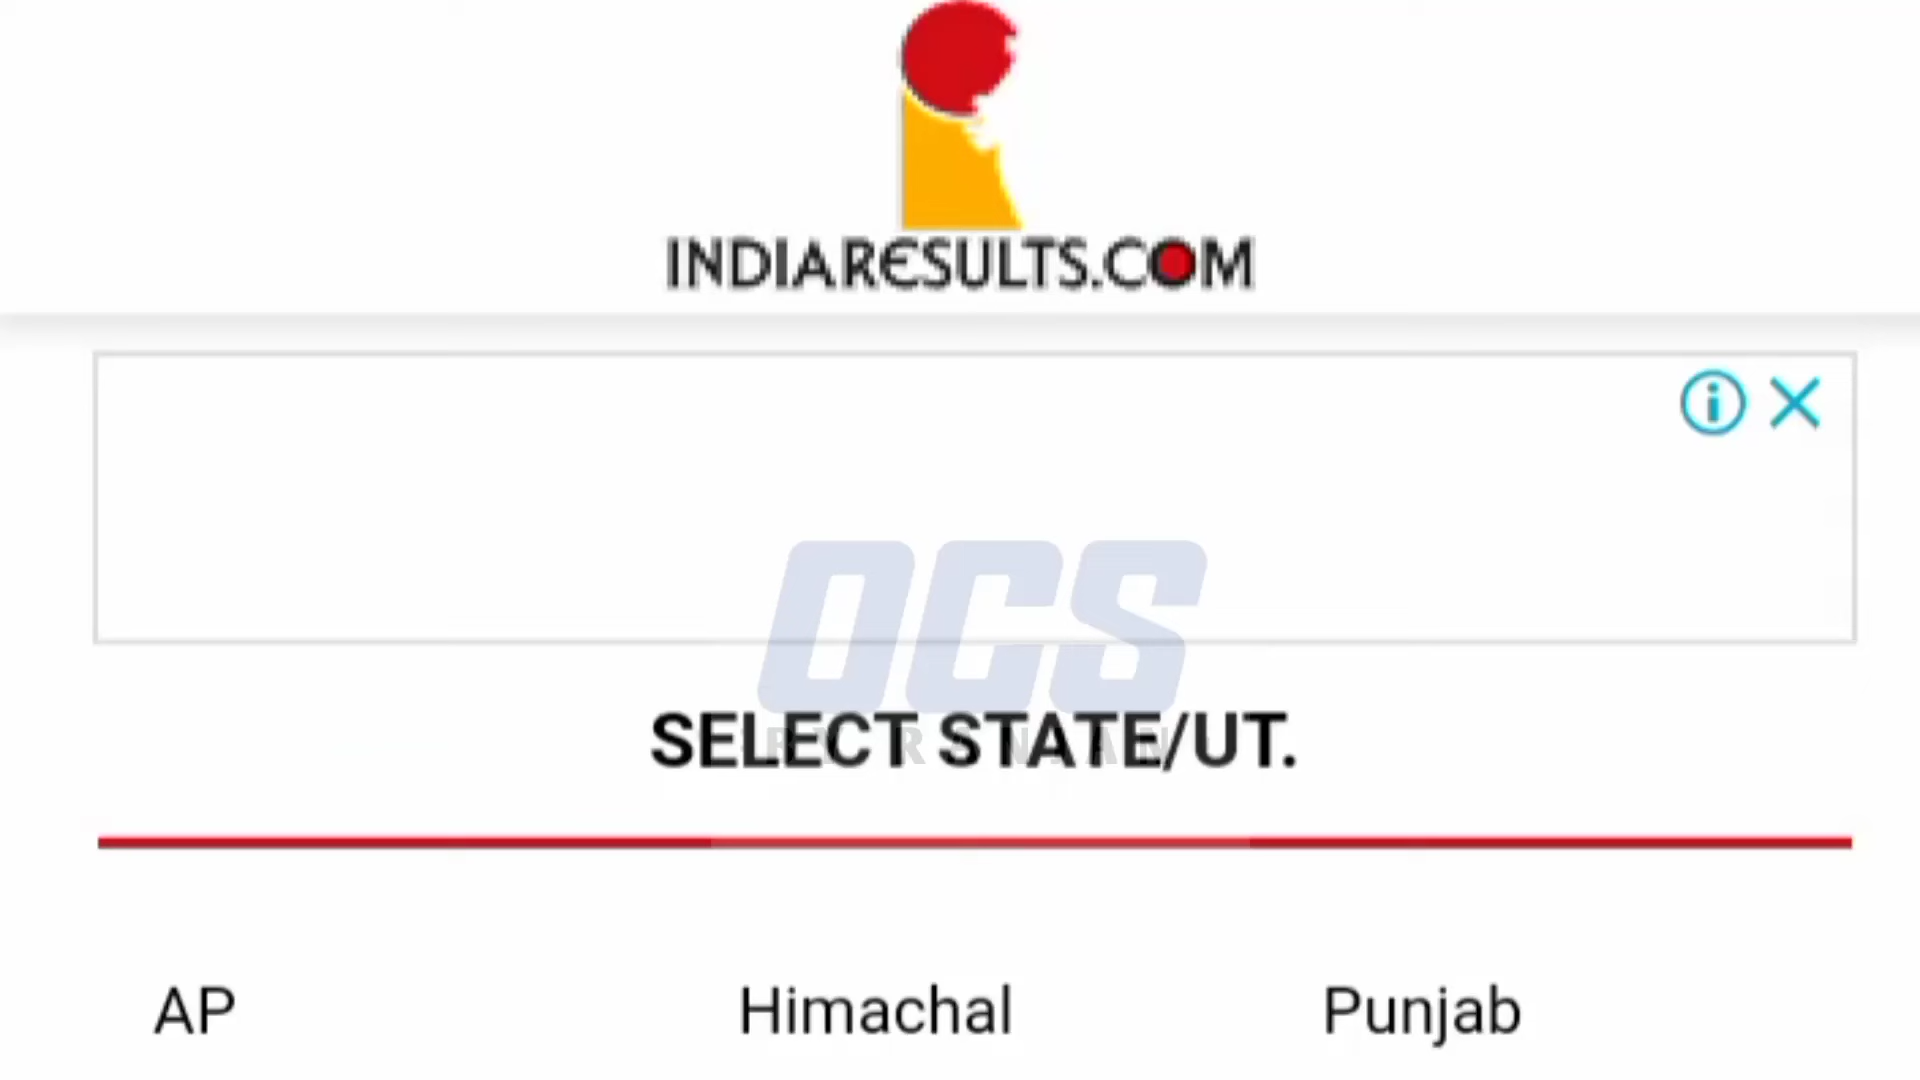 INDIARESULTS.COM
OCS
SELECT STATE/UT.
AP Himachal Punjab